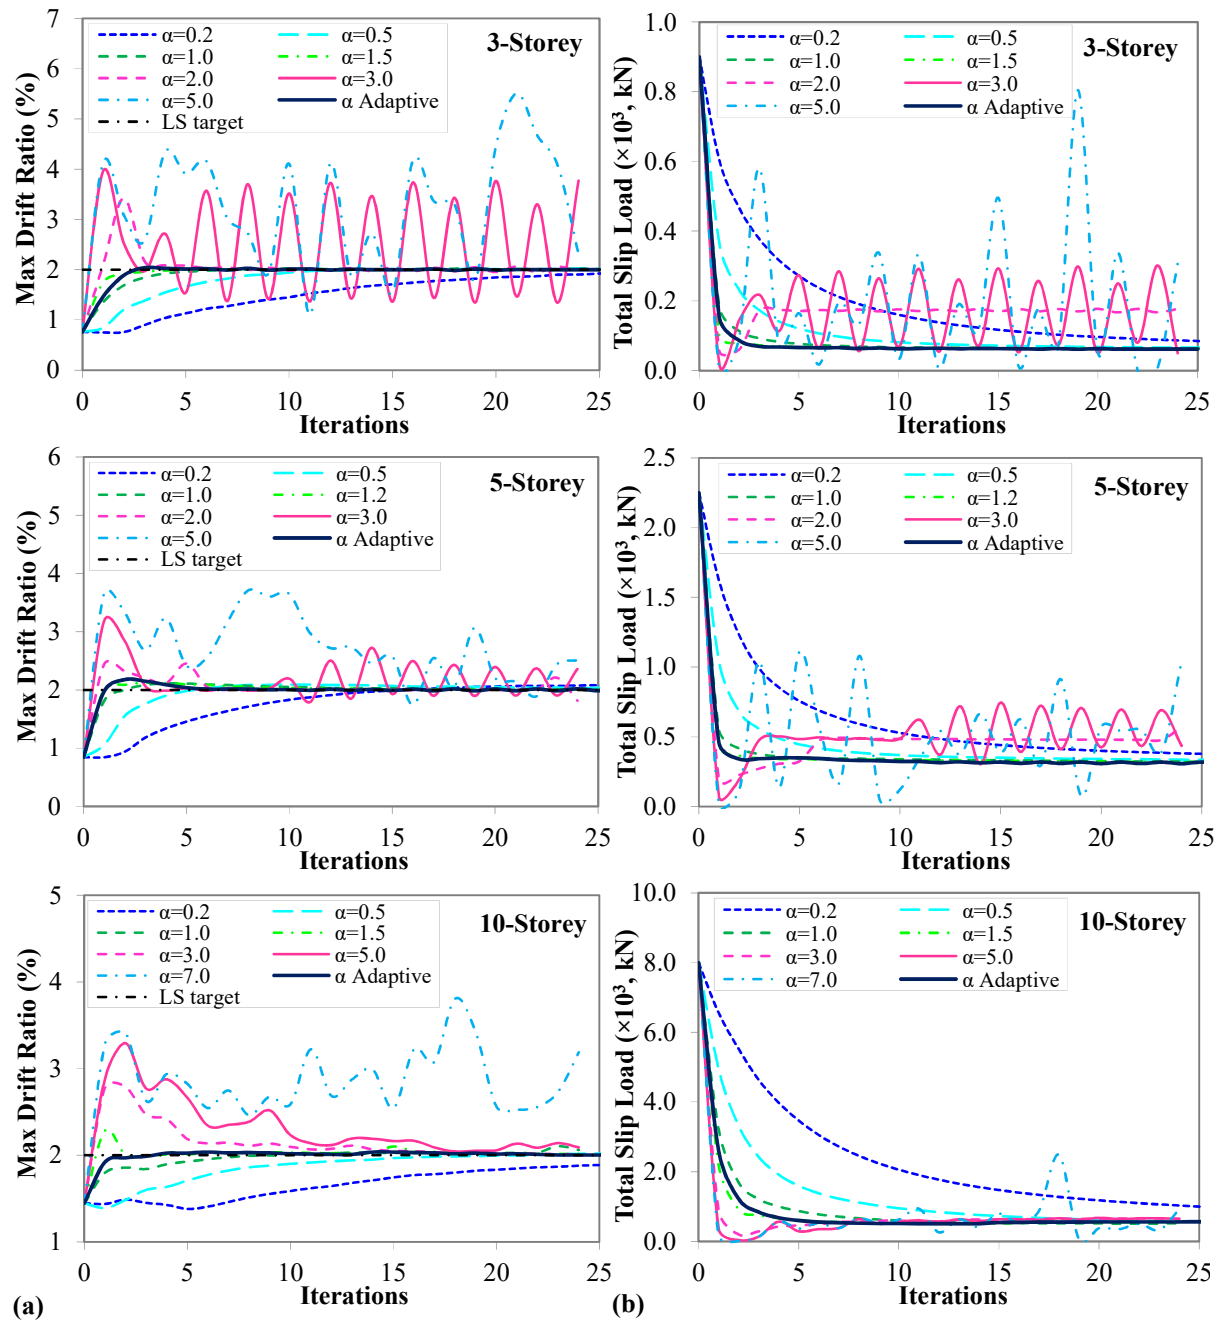 7
6
5
4
3
2
1
0
Max Drift Ratio (%)
α=0.2 α=0.5
α=1.0 α=1.5
α=2.0 α=3.0
α=5.0 α Adaptive
LS target
3-Storey
0 5 10 15 20 25
Iterations
1.0
0.8
0.6
0.4
0.2
0.0
Total Slip Load (×10³, kN)
α=0.2 α=0.5
α=1.0 α=1.5
α=2.0 α=3.0
α=5.0 α Adaptive
3-Storey
0 5 10 15 20 25
Iterations
6
5
4
3
2
1
0
Max Drift Ratio (%)
α=0.2 α=0.5
α=1.0 α=1.2
α=2.0 α=3.0
α=5.0 α Adaptive
LS target
5-Storey
0 5 10 15 20 25
Iterations
2.5
2.0
1.5
1.0
0.5
0.0
Total Slip Load (×10³, kN)
α=0.2 α=0.5
α=1.0 α=1.2
α=2.0 α=3.0
α=5.0 α Adaptive
5-Storey
0 5 10 15 20 25
Iterations
5
4
3
2
1
Max Drift Ratio (%)
α=0.2 α=0.5
α=1.0 α=1.5
α=3.0 α=5.0
α=7.0 α Adaptive
LS target
10-Storey
0 5 10 15 20 25
Iterations
(a)
10.0
8.0
6.0
4.0
2.0
0.0
Total Slip Load (×10³, kN)
α=0.2 α=0.5
α=1.0 α=1.5
α=3.0 α=5.0
α=7.0 α Adaptive
10-Storey
0 5 10 15 20 25
Iterations
(b)